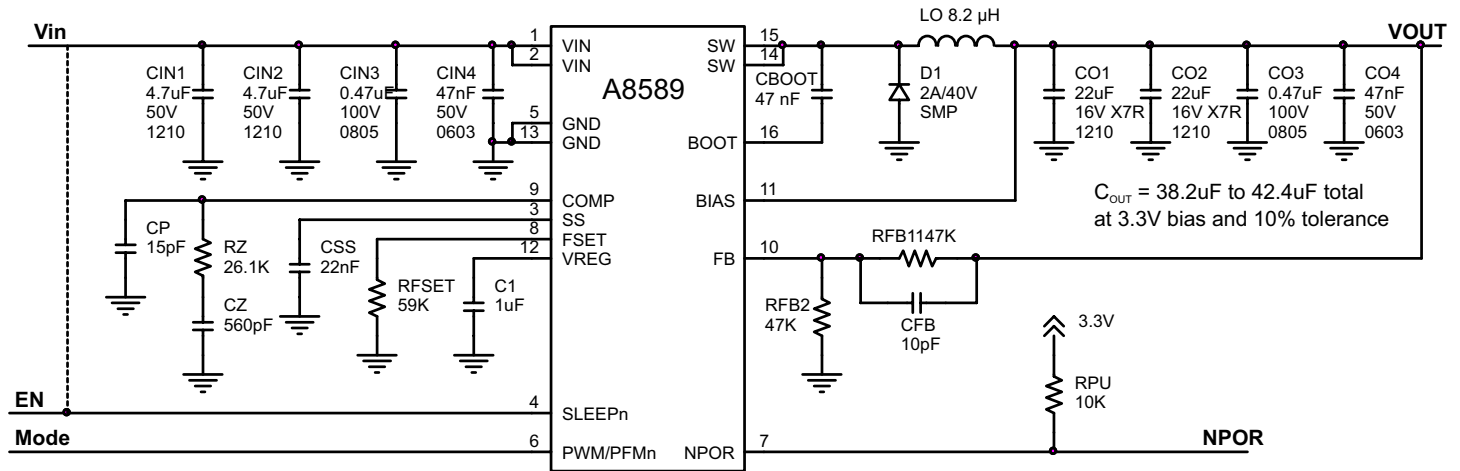 LO 8.2 µH
Vin
VOUT
1
2
VIN
VIN
15
14
SW
SW
A8589
CIN1
4.7uF
50V
1210
CIN2
4.7uF
50V
1210
CIN3
0.47uF
100V
0805
CIN4
47nF
50V
0603
5
13
GND
GND
CBOOT
47 nF
16
BOOT
D1
2A/40V
SMP
CO1
22uF
16V X7R
1210
CO2
22uF
16V X7R
1210
CO3
0.47uF
100V
0805
CO4
47nF
50V
0603
9
COMP
3
SS
8
FSET
12
VREG
11
BIAS
COUT = 38.2uF to 42.4uF total
at 3.3V bias and 10% tolerance
CP
15pF
RZ
26.1K
CZ
560pF
CSS
22nF
RFSET
59K
C1
1uF
10
FB
RFB1147K
RFB2
47K
CFB
10pF
3.3V
RPU
10K
EN
4
SLEEPn
Mode
6
PWM/PFMn
NPOR
7
NPOR